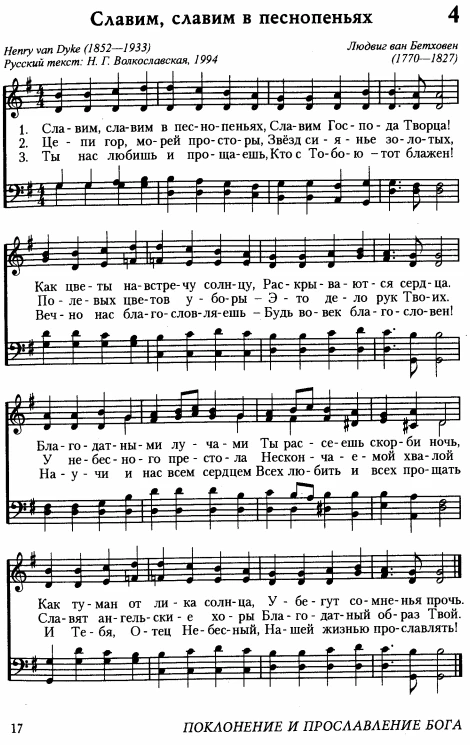 Славим, славим в песнопеньях 4
Henry van Dyke (1852—1933) Людвиг ван Бетховен
Русский текст: Н. Г. Волкославская, 1994 (1770—1827)
1. Сла - вим, сла - вим в пес - но - пеньях, Славим Гос - по - да Творца!
2. Це - пи гор, мо - рей про - сто - ры, Звёзд си - я - нье зо - ло - тых,
3. Ты нас любишь и про - ща - ешь, Кто с То - бо - ю – тот блажен!
Как цве - ты на - встре - чу солн - цу, Рас - кры - ва - ют - ся серд - ца.
По - ле - вых цве - тов у - бо - ры – Э - то де - ло рук Тво - их.
Веч - но нас бла - го - слов - ля - ешь – Будь во - век бла - го - сло - вен!
Бла - го - дат - ны - ми лу - ча - ми Ты рас - се - ешь скор - би ночь,
У не - бес - но - го пре - сто - ла Нескон - ча - е - мой хвалой
На - у - чи и нас всем сердцем Всех лю - бить и всех про - щать
Как ту - ман от ли - ка солн - ца, У - бе - гут со - мне - нья прочь.
Сла - вят ан - гель - ски - е хо - ры Бла - го - дат - ный об - раз Твой.
И Те - бя, О - тец Не - бес - ный, На - шей жизнью про - славлять!
17 ПОКЛОНЕНИЕ И ПРОСЛАВЛЕНИЕ БОГА